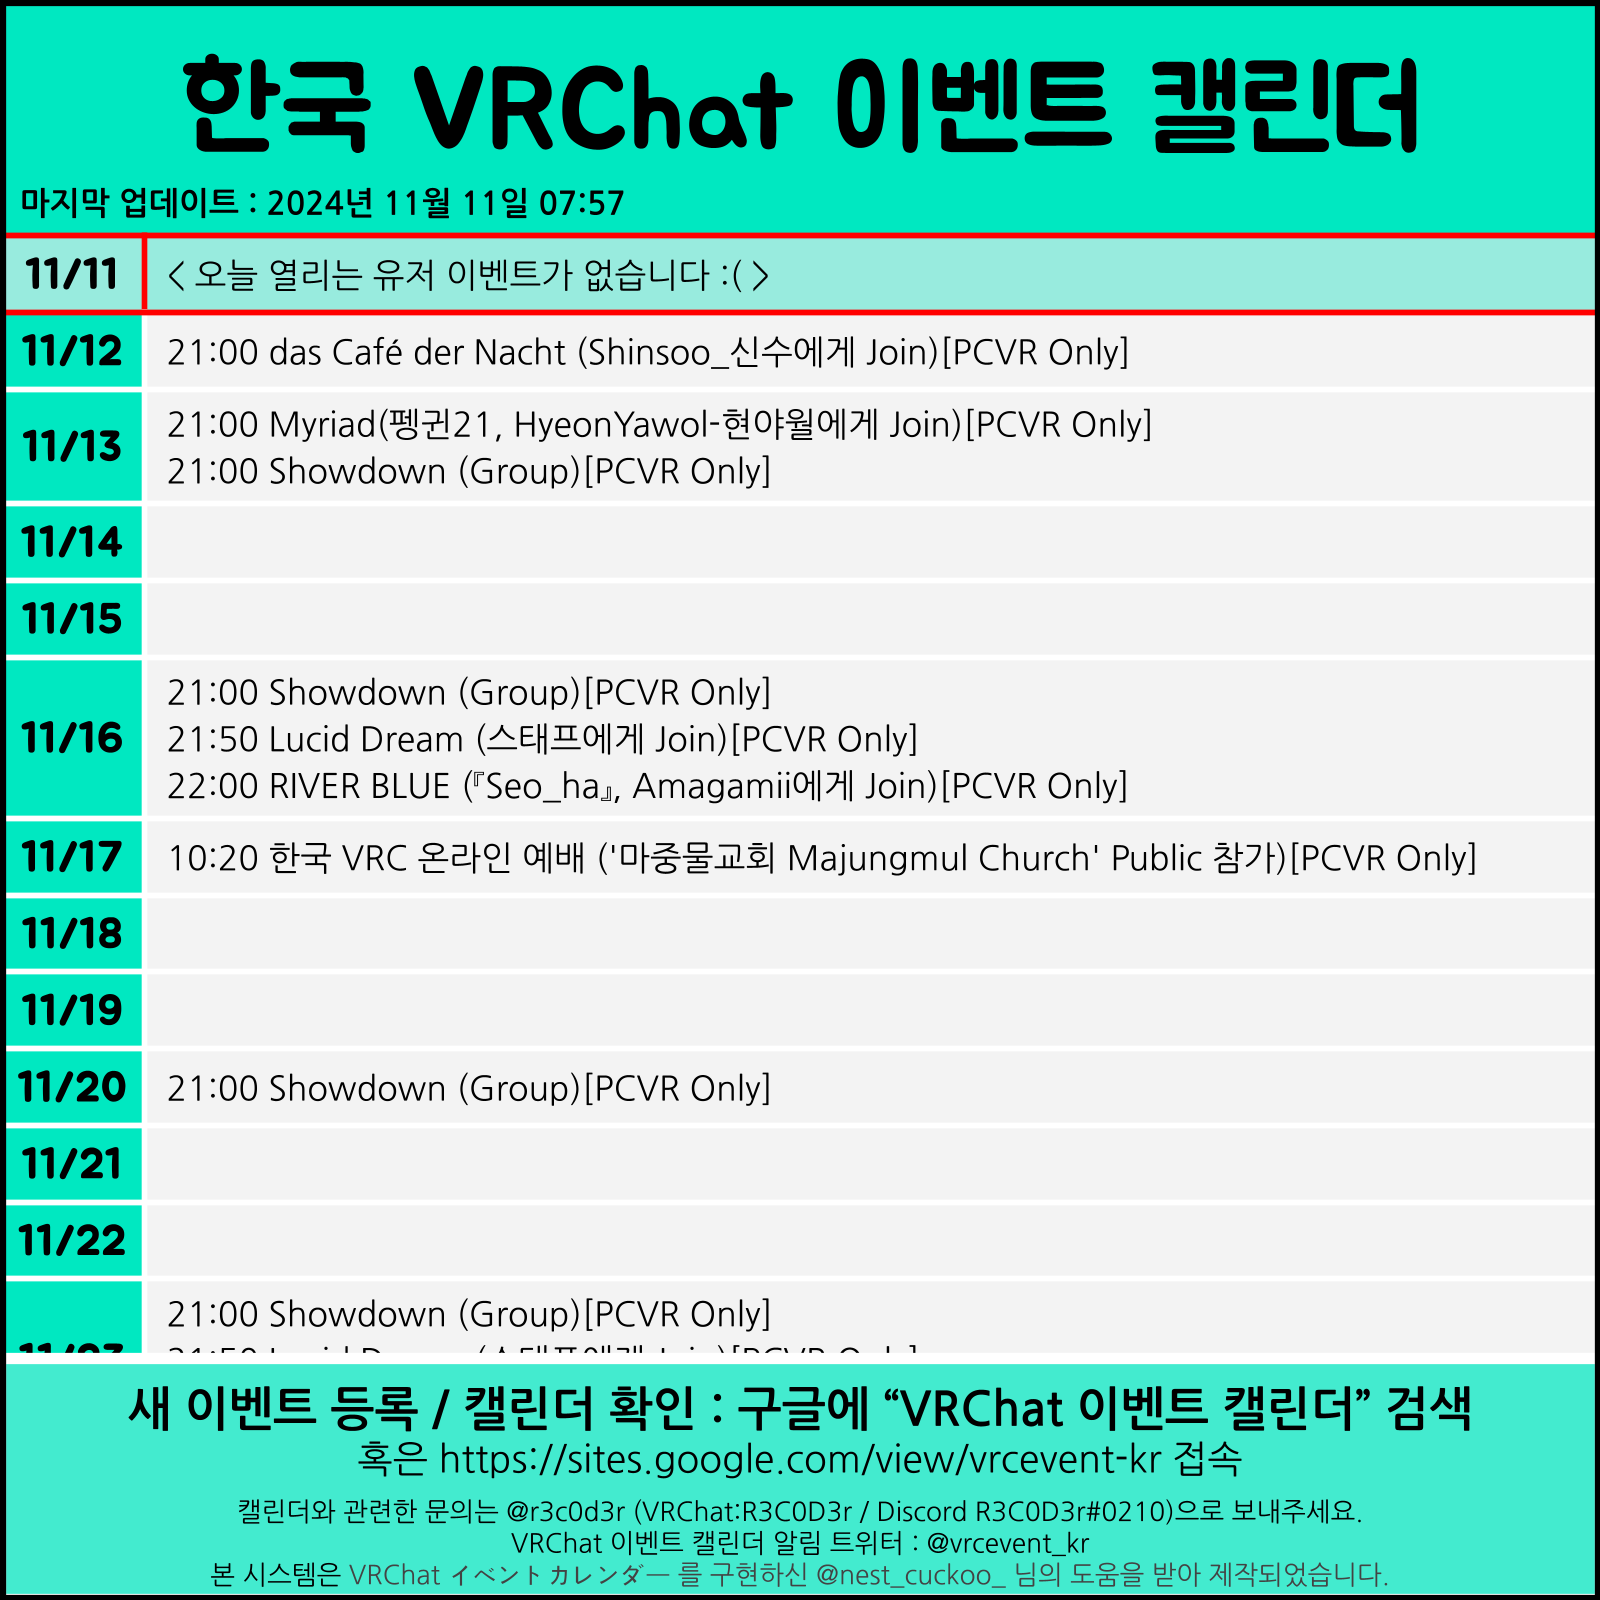 한국 VRChat 이벤트 캘린더
마지막 업데이트 : 2024년 11월 11일 07:57
11/11 < 오늘 열리는 유저 이벤트가 없습니다 :( >
11/12 21:00 das Café der Nacht (Shinsoo_신수에게 Join)[PCVR Only]
11/13
21:00 Myriad(펭귄21, HyeonYawol-현야월에게 Join)[PCVR Only]
21:00 Showdown (Group)[PCVR Only]
11/14
11/15
11/16
21:00 Showdown (Group)[PCVR Only]
21:50 Lucid Dream (스태프에게 Join)[PCVR Only]
22:00 RIVER BLUE (『Seo_ha』, Amagamii에게 Join)[PCVR Only]
11/17 10:20 한국 VRC 온라인 예배 ('마중물교회 Majungmul Church' Public 참가)[PCVR Only]
11/18
11/19
11/20 21:00 Showdown (Group)[PCVR Only]
11/21
11/22
21:00 Showdown (Group)[PCVR Only]
새 이벤트 등록 / 캘린더 확인 : 구글에 “VRChat 이벤트 캘린더” 검색
혹은 https://sites.google.com/view/vrcevent-kr 접속
캘린더와 관련한 문의는 @r3c0d3r (VRChat:R3C0D3r / Discord R3C0D3r#0210)으로 보내주세요.
VRChat 이벤트 캘린더 알림 트위터 : @vrcevent_kr
본 시스템은 VRChat イベントカレンダー 를 구현하신 @nest_cuckoo_ 님의 도움을 받아 제작되었습니다.